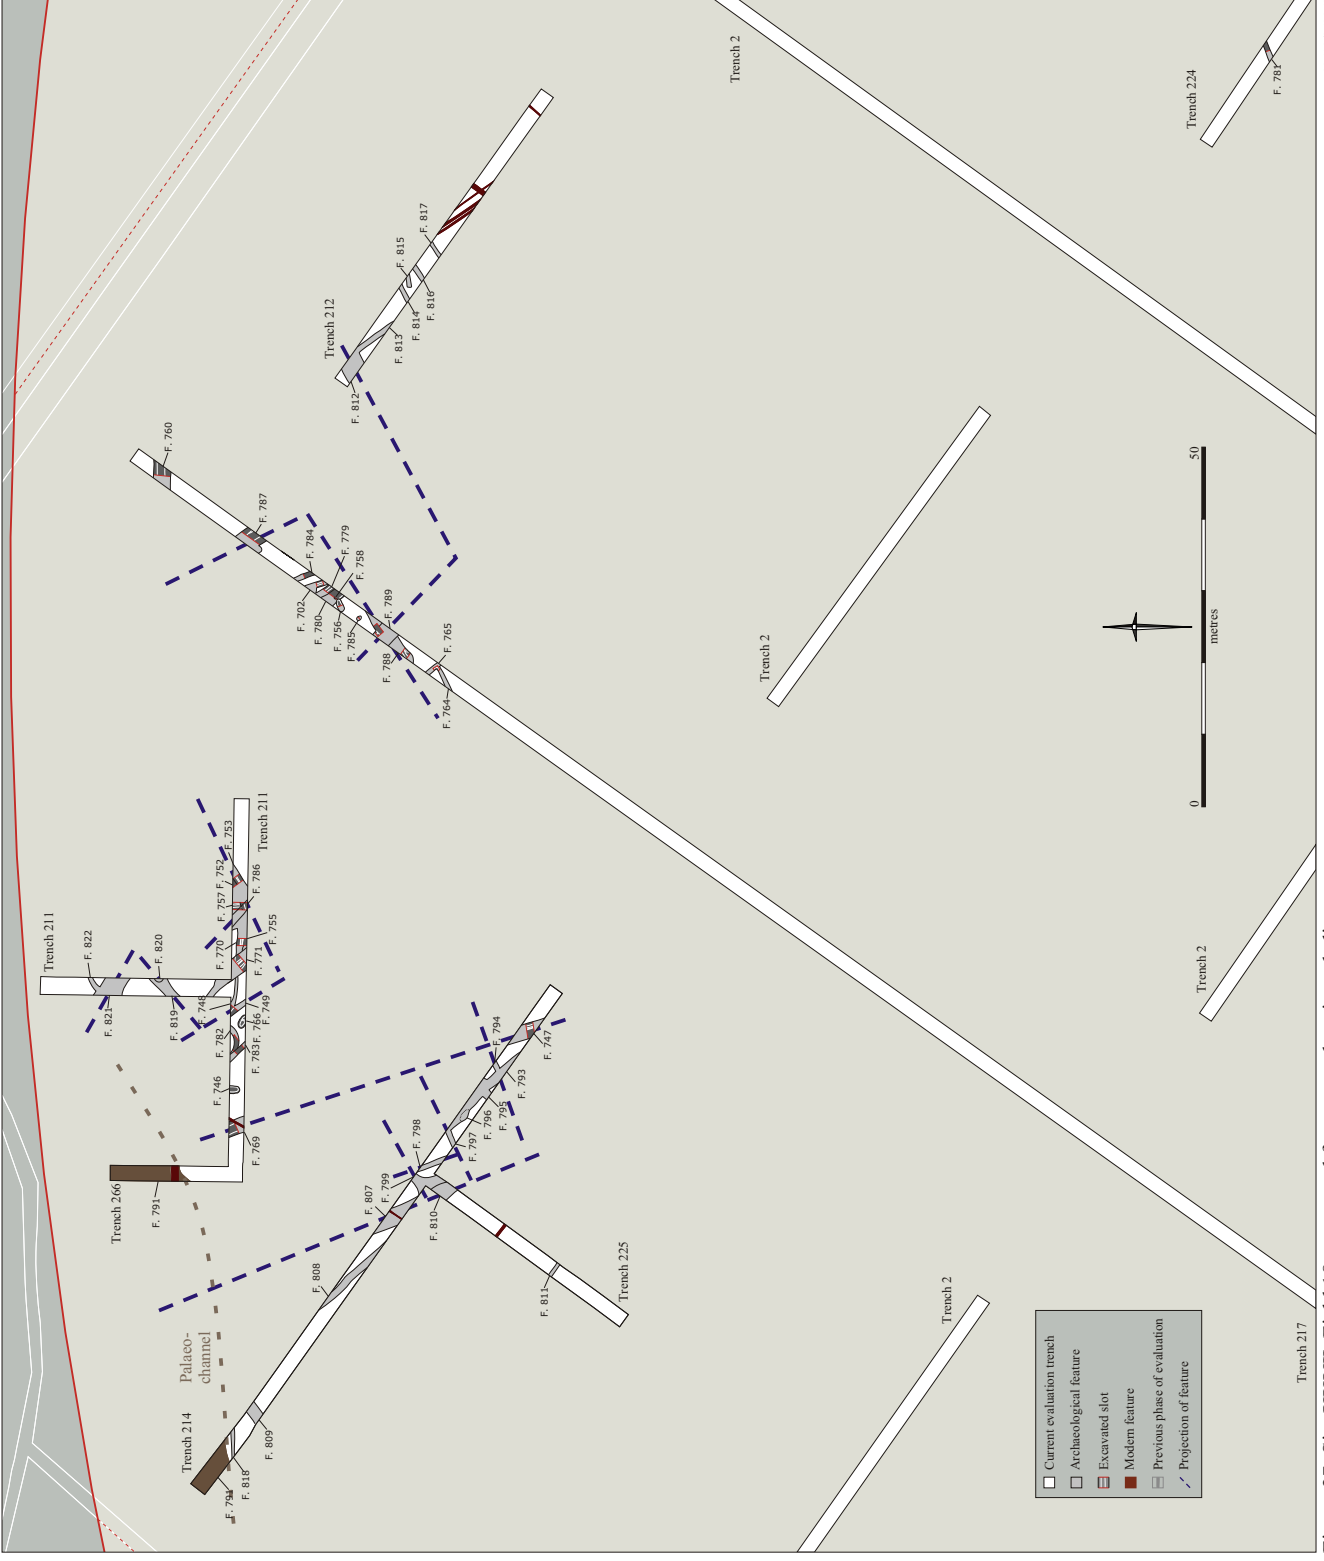 Trench 2
Trench 224
F. 781
F. 817
F. 815
F. 816
F. 814
F. 813
Trench 212
F. 812
F. 760
F. 787
F. 784
F. 779
F. 758
F. 702
F. 780
F. 756
F. 785
F. 789
F. 788
F. 765
F. 764
Trench 2
50
0
metres
Trench 211
F. 753
F. 752
F. 786
F. 757
F. 755
F. 770
F. 771
Trench 211
F. 822
F. 820
F. 821
F. 819
F. 748
F. 749
F. 766
F. 782
F. 783
F. 746
F. 769
Trench 266
F. 791
Trench 2
F. 794
F. 747
F. 793
F. 795
F. 796
F. 797
F. 798
F. 799
F. 807
F. 810
F. 808
F. 811
Trench 225
Palaeo-
channel
Trench 214
F. 809
F. 818
F. 791
Trench 2
Trench 217
Current evaluation trench
Archaeological feature
Excavated slot
Modern feature
Previous phase of evaluation
Projection of feature